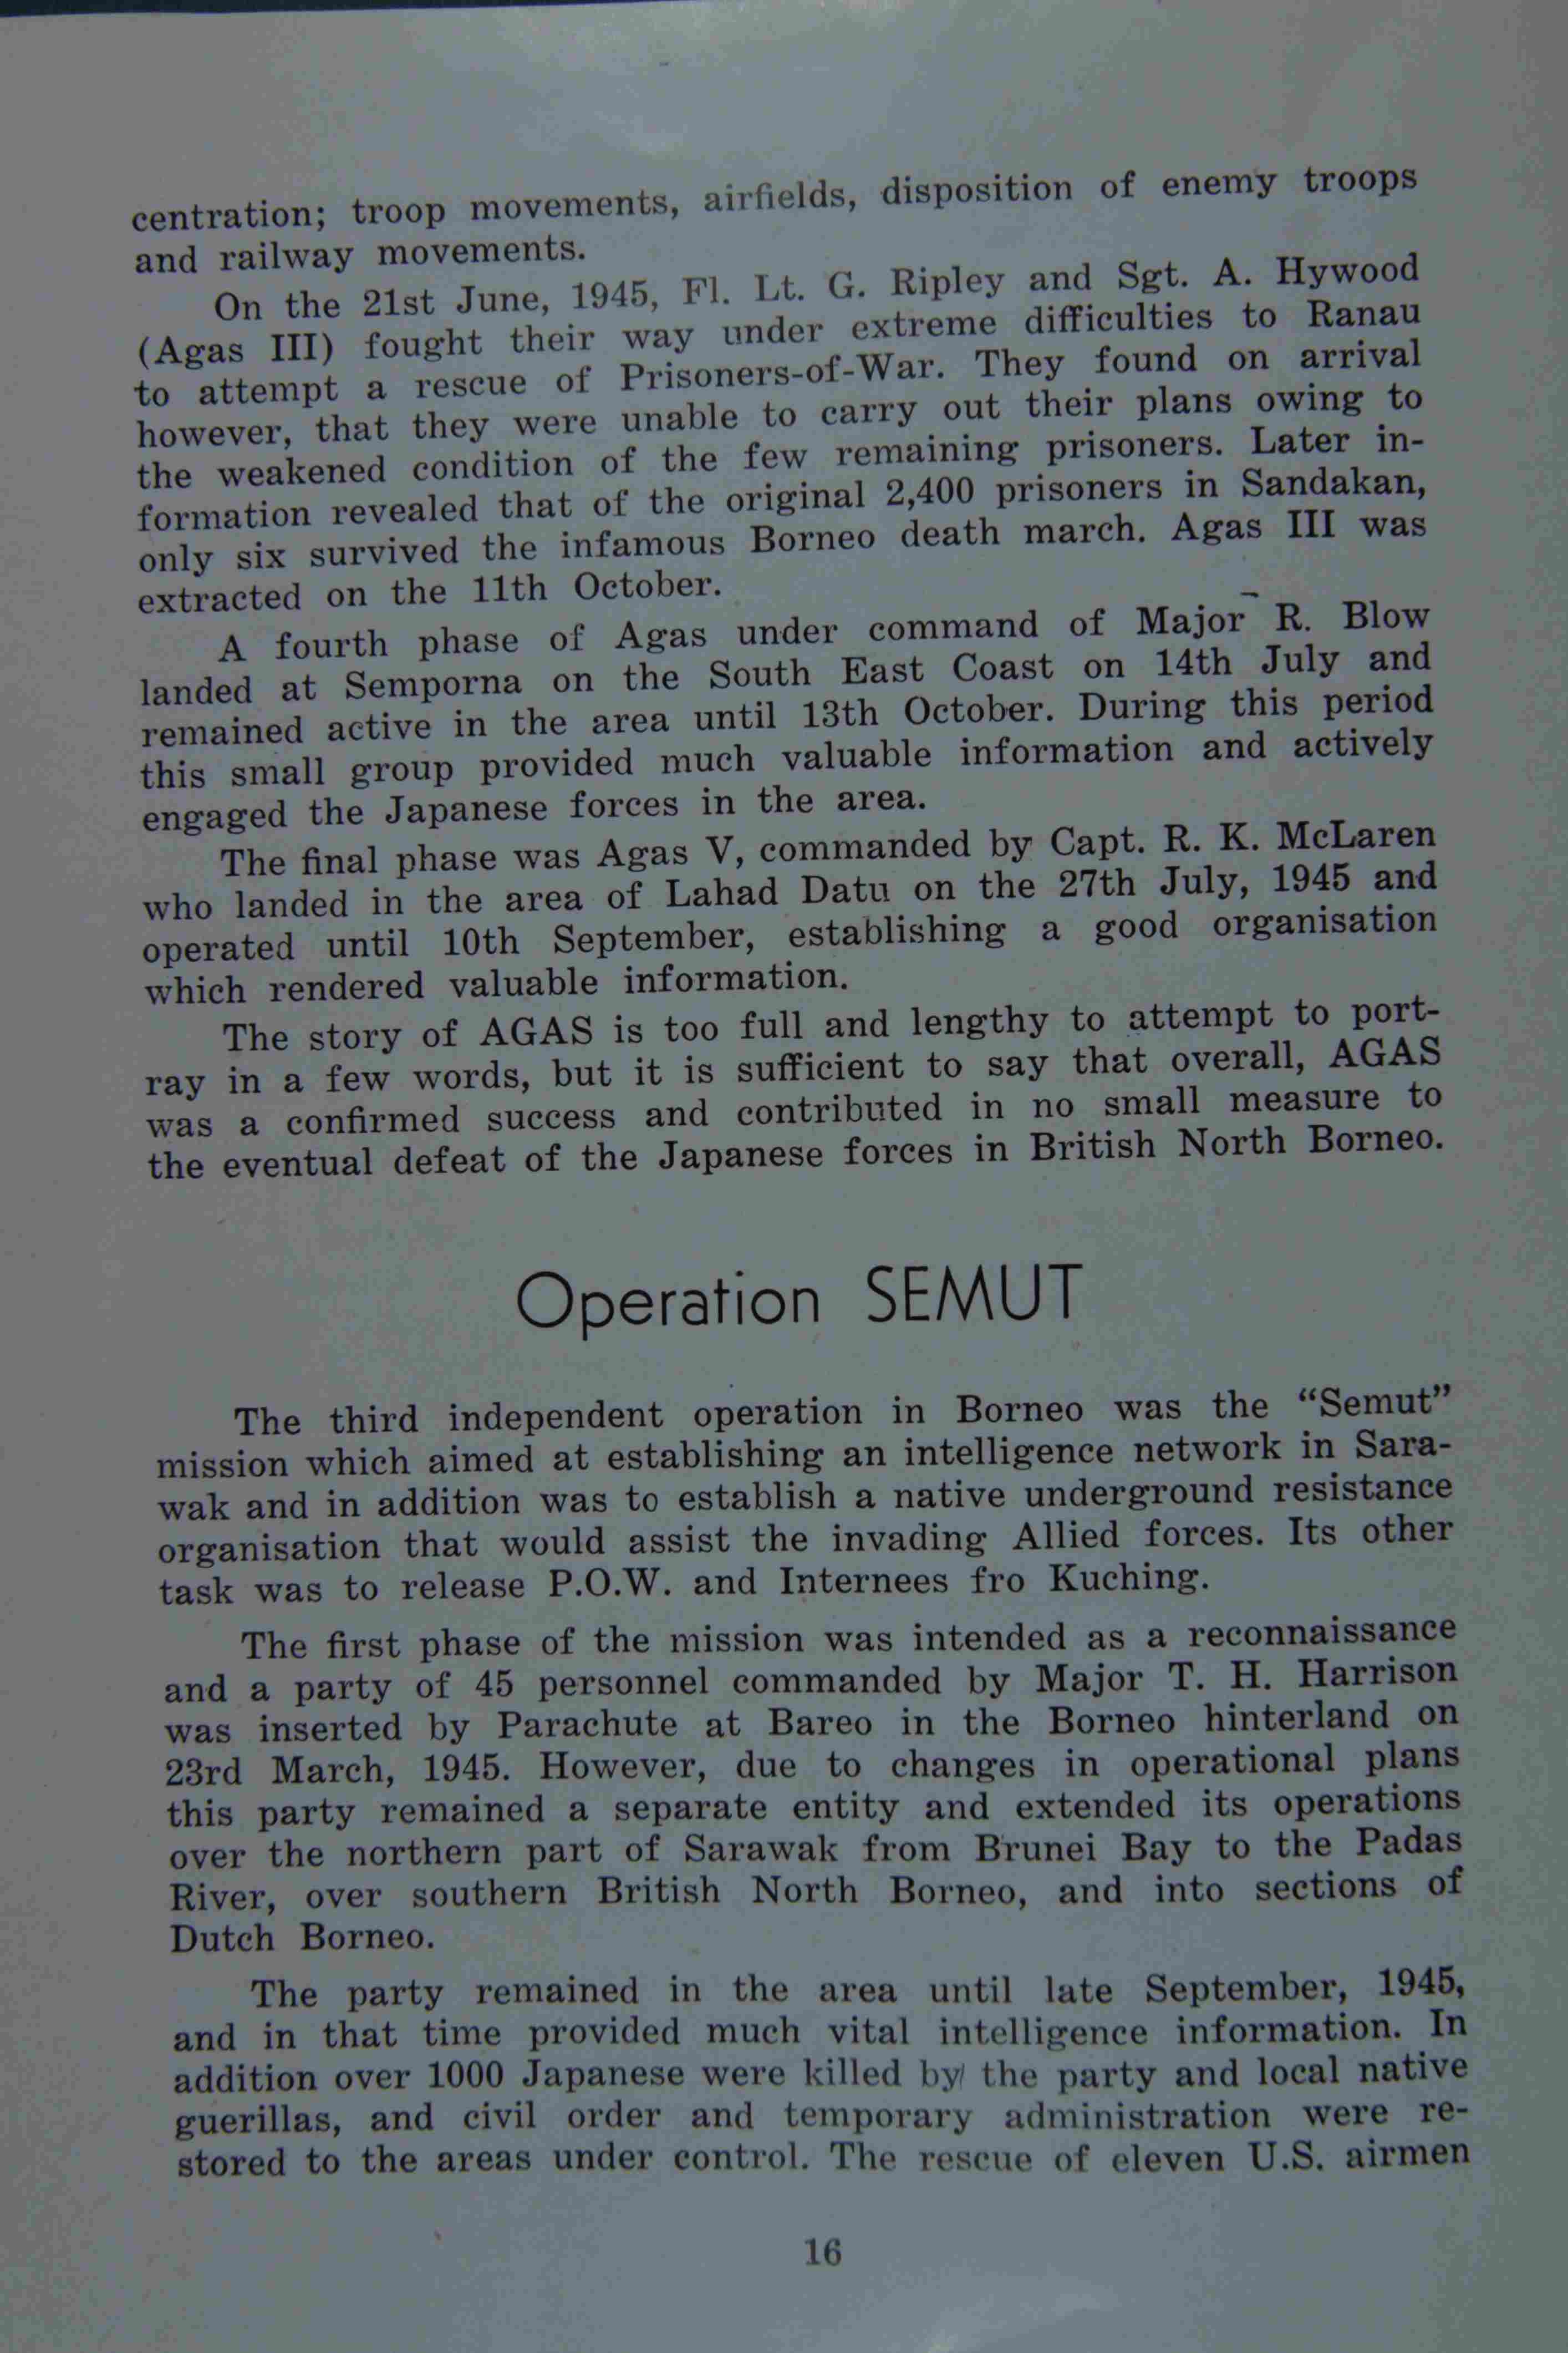 centration; troop movements, airfields, disposition of enemy troops
and railway movements.
On the 21st June, 1945, Fl. Lt. G. Ripley and Sgt. A. Hywood
(Agas III) fought their way under extreme difficulties to Ranau
to attempt a rescue of Prisoners-of-War. They found on arrival
however, that they were unable to carry out their plans owing to
the weakened condition of the few remaining prisoners. Later in-
formation revealed that of the original 2,400 prisoners in Sandakan,
only six survived the infamous Borneo death march. Agas III was
extracted on the 11th October.
A fourth phase of Agas under command of Major R. Blow
landed at Semporna on the South East Coast on 14th July and
remained active in the area until 13th October. During this period
this small group provided much valuable information and actively
engaged the Japanese forces in the area.
The final phase was Agas V, commanded by Capt. R. K. McLaren
who landed in the area of Lahad Datu on the 27th July, 1945 and
operated until 10th September, establishing a good organisation
which rendered valuable information.
The story of AGAS is too full and lengthy to attempt to port-
ray in a few words, but it is sufficient to say that overall, AGAS
was a confirmed success and contributed in no small measure to
the eventual defeat of the Japanese forces in British North Borneo.
Operation SEMUT
The third independent operation in Borneo was the “Semut”
mission which aimed at establishing an intelligence network in Sara-
wak and in addition was to establish a native underground resistance
organisation that would assist the invading Allied forces. Its other
task was to release P.O.W. and Internees fro Kuching.
The first phase of the mission was intended as a reconnaissance
and a party of 45 personnel commanded by Major T. H. Harrison
was inserted by Parachute at Bareo in the Borneo hinterland on
23rd March, 1945. However, due to changes in operational plans
this party remained a separate entity and extended its operations
over the northern part of Sarawak from Brunei Bay to the Padas
River, over southern British North Borneo, and into sections of
Dutch Borneo.
The party remained in the area until late September, 1945,
and in that time provided much vital intelligence information. In
addition over 1000 Japanese were killed by the party and local native
guerillas, and civil order and temporary administration were re-
stored to the areas under control. The rescue of eleven U.S. airmen
16